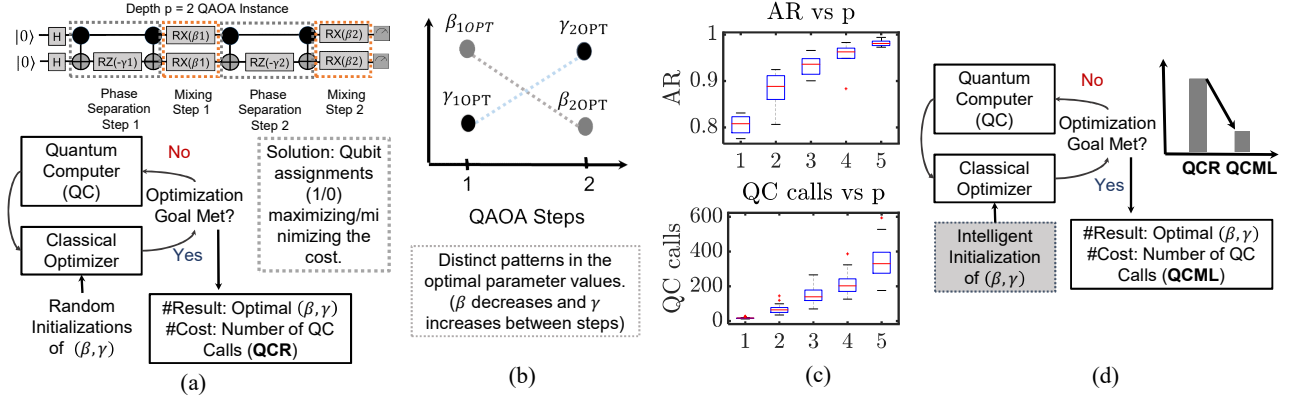 Depth p = 2 QAOA Instance
|0⟩ H RX(β1) RX(β2)
|0⟩ H RZ(-γ1) RX(β1) RZ(-γ2) RX(β2)
Phase
Separation
Step 1
Mixing
Step 1
Phase
Separation
Step 2
Mixing
Step 2
Quantum
Computer
(QC)
No
Optimization
Goal Met?
Yes
Classical
Optimizer
Random
Initializations
of (β,γ)
#Result: Optimal (β,γ)
#Cost: Number of QC
Calls (QCR)
Solution: Qubit
assignments
(1/0)
maximizing/mi
nimizing the
cost.
(a)
β1OPT
γ2OPT
γ1OPT
β2OPT
1 2
QAOA Steps
Distinct patterns in the
optimal parameter values.
(β decreases and γ
increases between steps)
(b)
AR vs p
AR
1
0.9
0.8
1 2 3 4 5
QC calls vs p
QC calls
600
400
200
0
1 2 3 4 5
(c)
Quantum
Computer
(QC)
No
Optimization
Goal Met?
Yes
Classical
Optimizer
Intelligent
Initialization
of (β,γ)
#Result: Optimal (β,γ)
#Cost: Number of QC
Calls (QCML)
QCR QCML
(d)